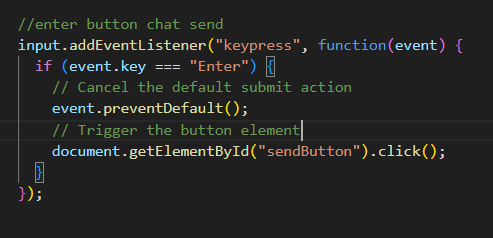 //enter button chat send
input.addEventListener("keypress", function(event) {
if (event.key === "Enter") {
// Cancel the default submit action
event.preventDefault();
// Trigger the button element
document.getElementById("sendButton").click();
}
});